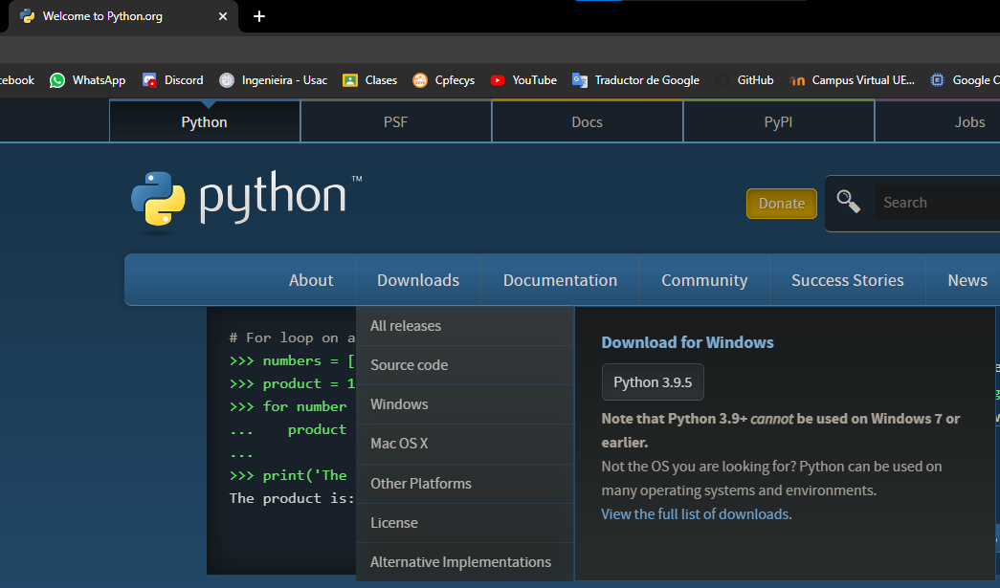 Welcome to Python.org
cebook WhatsApp Discord Ingenieira - Usac Clases Cpfecys YouTube Traductor de Google GitHub Campus Virtual UE... Google C
Python PSF Docs PyPI Jobs
python™
Donate Search
About Downloads Documentation Community Success Stories News
# For loop on a
>>> numbers = [
>>> product = 1
>>> for number
... product
...
>>> print('The
The product is:
All releases
Source code
Windows
Mac OS X
Other Platforms
License
Alternative Implementations
Download for Windows
Python 3.9.5
Note that Python 3.9+ cannot be used on Windows 7 or
earlier.
Not the OS you are looking for? Python can be used on
many operating systems and environments.
View the full list of downloads.